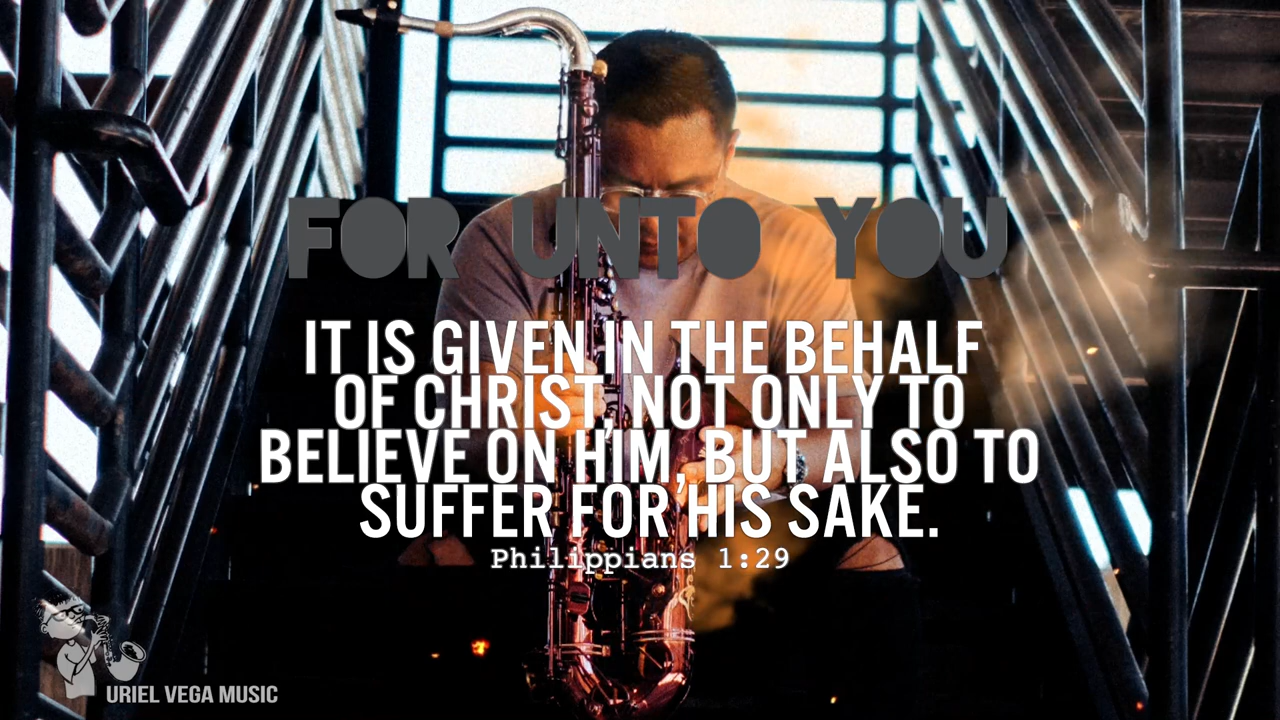 FOR UNTO YOU
IT IS GIVEN IN THE BEHALF
OF CHRIST, NOT ONLY TO
BELIEVE ON HIM, BUT ALSO TO
SUFFER FOR HIS SAKE.
Philippians 1:29
URIEL VEGA MUSIC